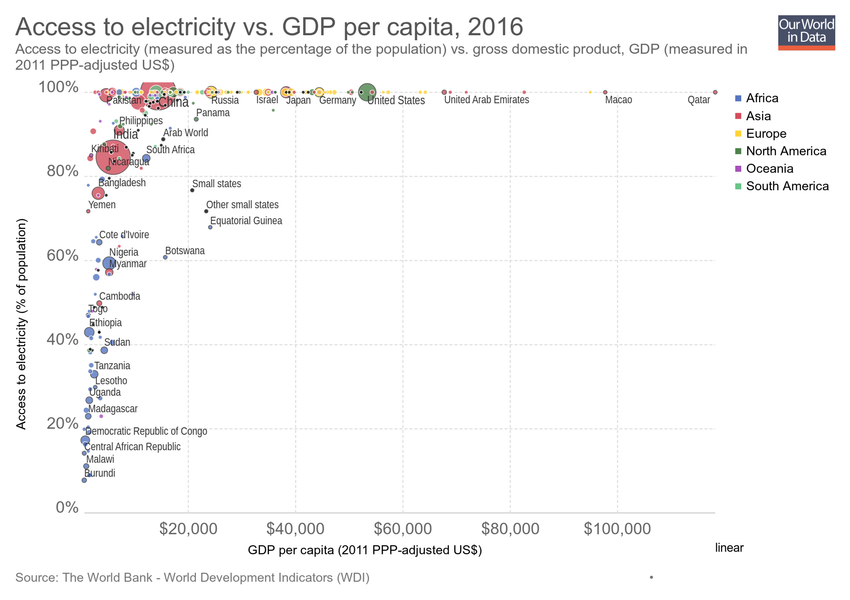 Access to electricity vs. GDP per capita, 2016
Our World
in Data
Access to electricity (measured as the percentage of the population) vs. gross domestic product, GDP (measured in
2011 PPP-adjusted US$)
100%
80%
60%
40%
20%
0%
Access to electricity (% of population)
Pakistan
China
Russia
Israel
Japan
Germany
United States
United Arab Emirates
Macao
Qatar
Panama
Philippines
India
Arab World
Kiribati
South Africa
Nicaragua
Bangladesh
Small states
Yemen
Other small states
Equatorial Guinea
Cote d'Ivoire
Nigeria
Botswana
Myanmar
Cambodia
Togo
Ethiopia
Sudan
Tanzania
Lesotho
Uganda
Madagascar
Democratic Republic of Congo
Central African Republic
Malawi
Burundi
Africa
Asia
Europe
North America
Oceania
South America
$20,000
$40,000
$60,000
$80,000
$100,000
GDP per capita (2011 PPP-adjusted US$)
linear
Source: The World Bank - World Development Indicators (WDI)